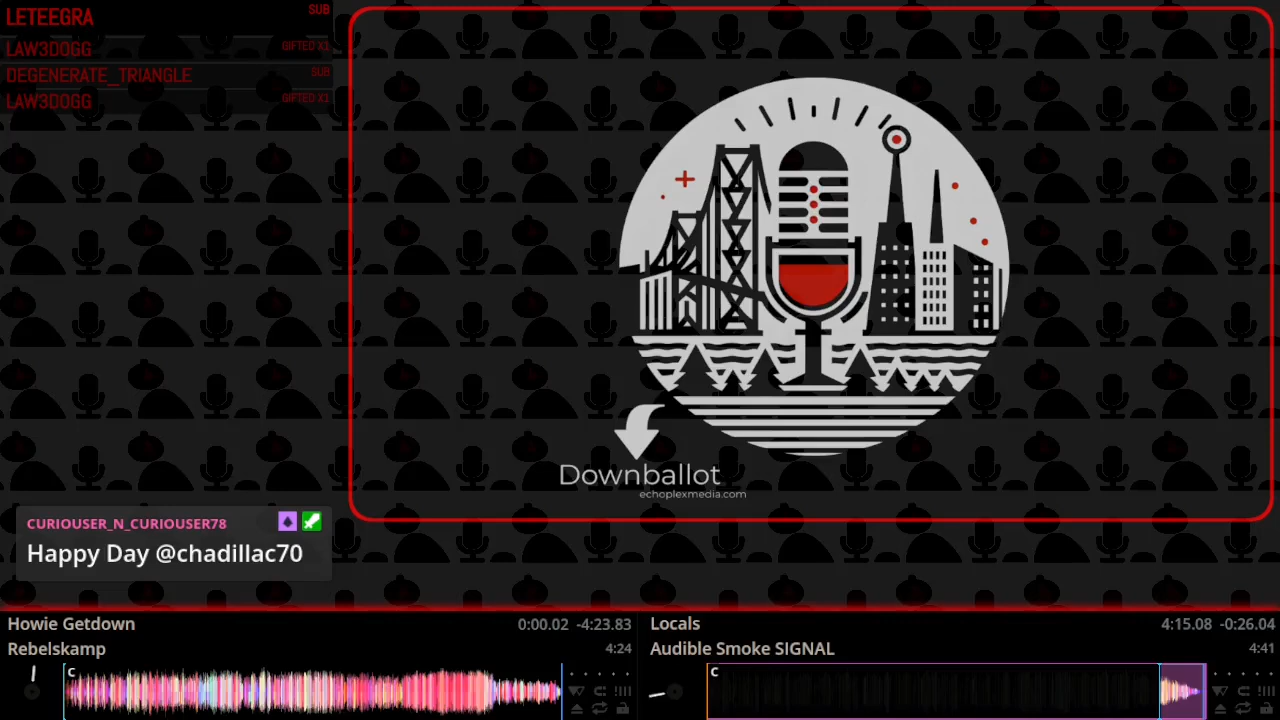 LETEEGRA SUB
LAW3DOGG GIFTED X1
DEGENERATE_TRIANGLE SUB
LAW3DOGG GIFTED X1
Downballot
echoplexmedia.com
CURIOUSER_N_CURIOUSER78
Happy Day @chadillac70
Howie Getdown 0:00.02 -4:23.83
Rebelskamp 4:24
C
Locals 4:15.08 -0:26.04
Audible Smoke SIGNAL 4:41
C